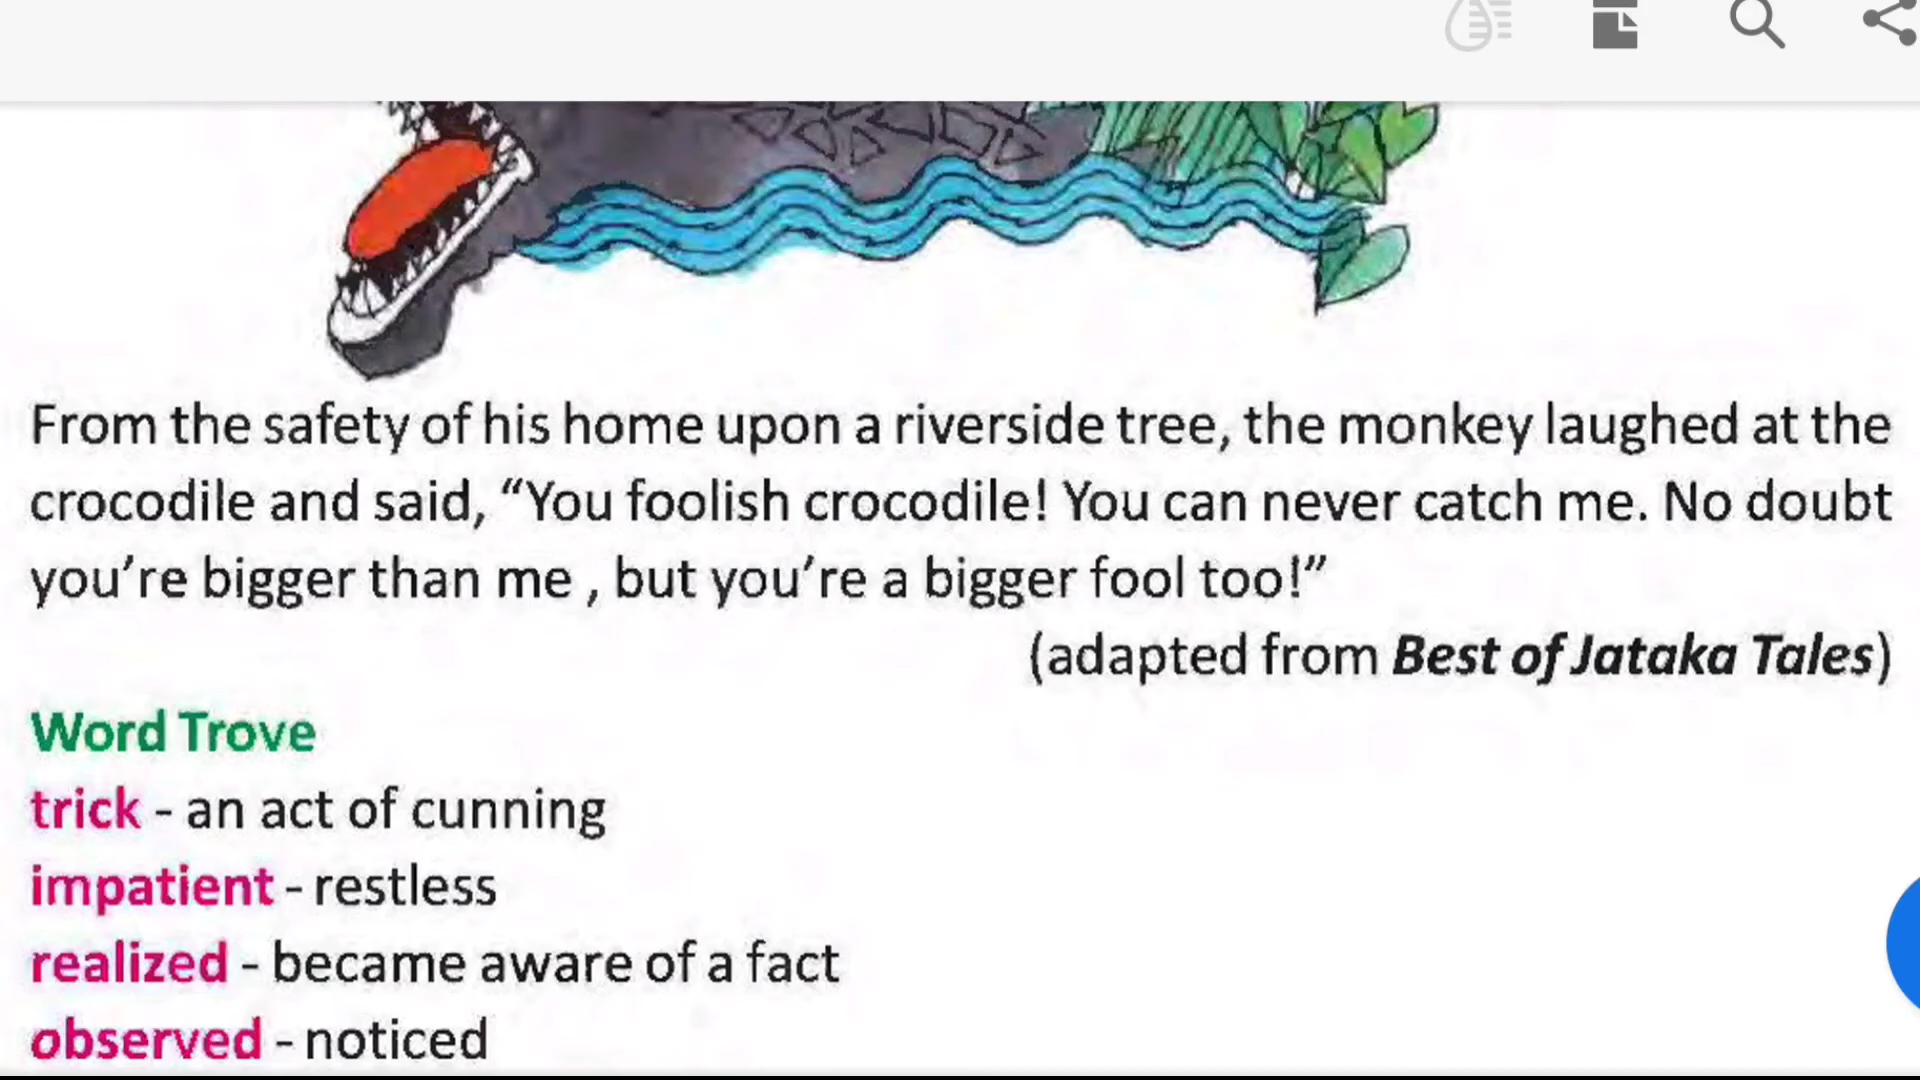 From the safety of his home upon a riverside tree, the monkey laughed at the
crocodile and said, “You foolish crocodile! You can never catch me. No doubt
you’re bigger than me , but you’re a bigger fool too!”
(adapted from Best of Jataka Tales)
Word Trove
trick - an act of cunning
impatient - restless
realized - became aware of a fact
observed - noticed